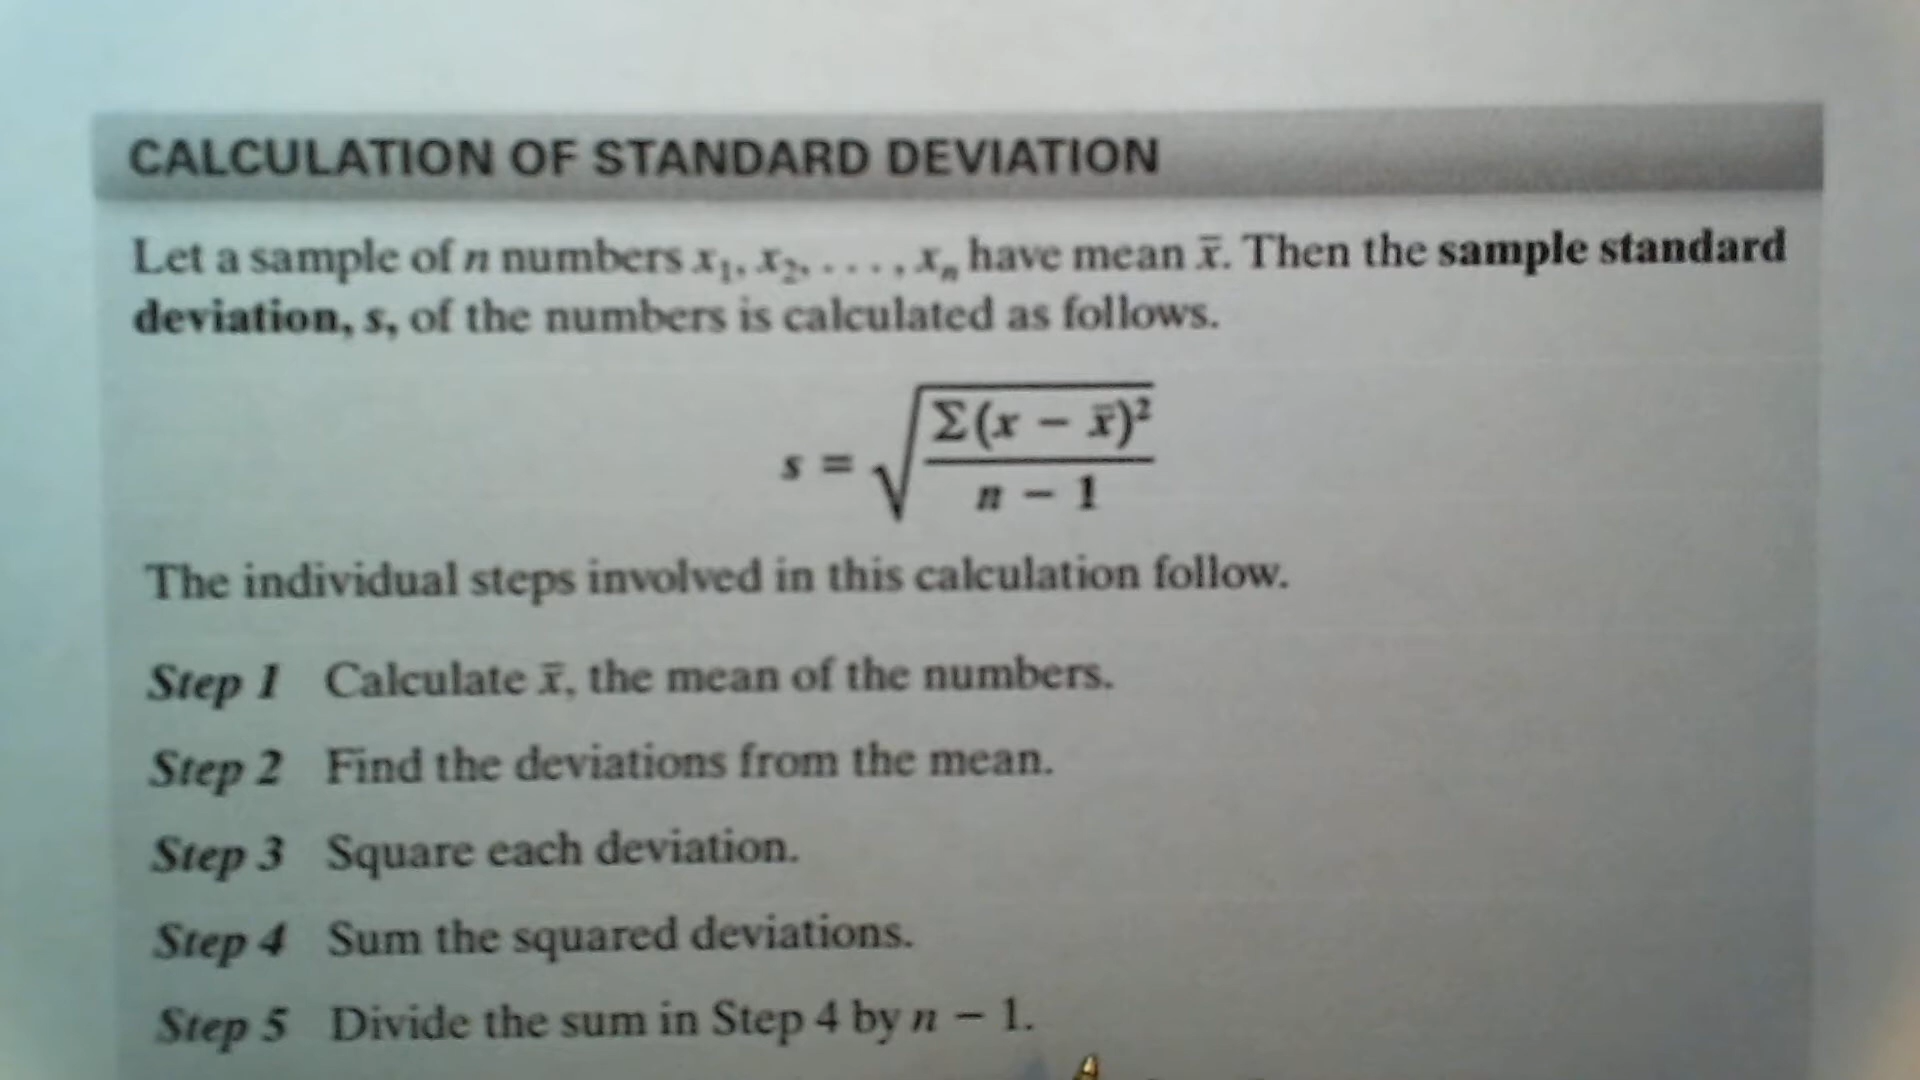 CALCULATION OF STANDARD DEVIATION
Let a sample of n numbers x₁, x₂, . . . , xₙ have mean x̄. Then the sample standard
deviation, s, of the numbers is calculated as follows.
s = √(Σ(x − x̄)² / (n − 1))
The individual steps involved in this calculation follow.
Step 1 Calculate x̄, the mean of the numbers.
Step 2 Find the deviations from the mean.
Step 3 Square each deviation.
Step 4 Sum the squared deviations.
Step 5 Divide the sum in Step 4 by n − 1.